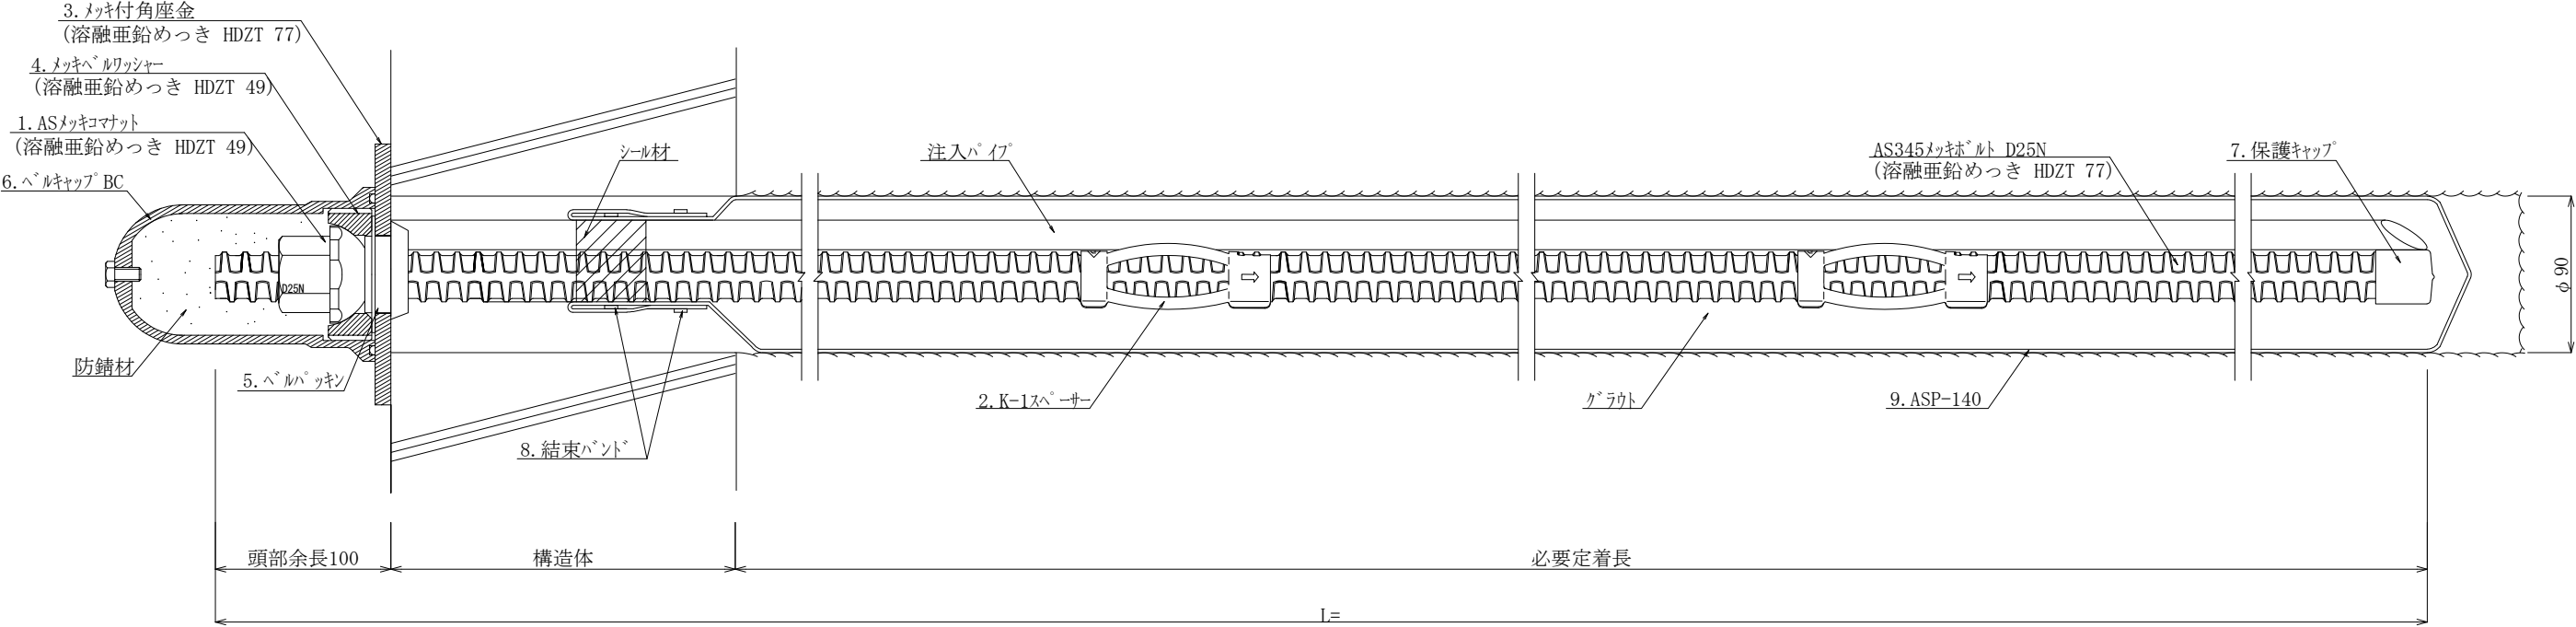 3.ﾒｯｷ付角座金
(溶融亜鉛めっき HDZT 77)
4.ﾒｯｷﾍﾞﾙﾜｯｼｬｰ
(溶融亜鉛めっき HDZT 49)
1.ASﾒｯｷｺﾏﾅｯﾄ
(溶融亜鉛めっき HDZT 49)
6.ﾍﾞﾙｷｬｯﾌﾟBC
ｼｰﾙ材
注入ﾊﾟｲﾌﾟ
AS345ﾒｯｷﾎﾞﾙﾄ D25N
(溶融亜鉛めっき HDZT 77)
7.保護ｷｬｯﾌﾟ
D25N
φ90
防錆材
5.ﾍﾞﾙﾊﾟｯｷﾝ
8.結束ﾊﾞﾝﾄﾞ
2.K-1ｽﾍﾟｰｻｰ
ｸﾞﾗｳﾄ
9.ASP-140
頭部余長100
構造体
必要定着長
L=